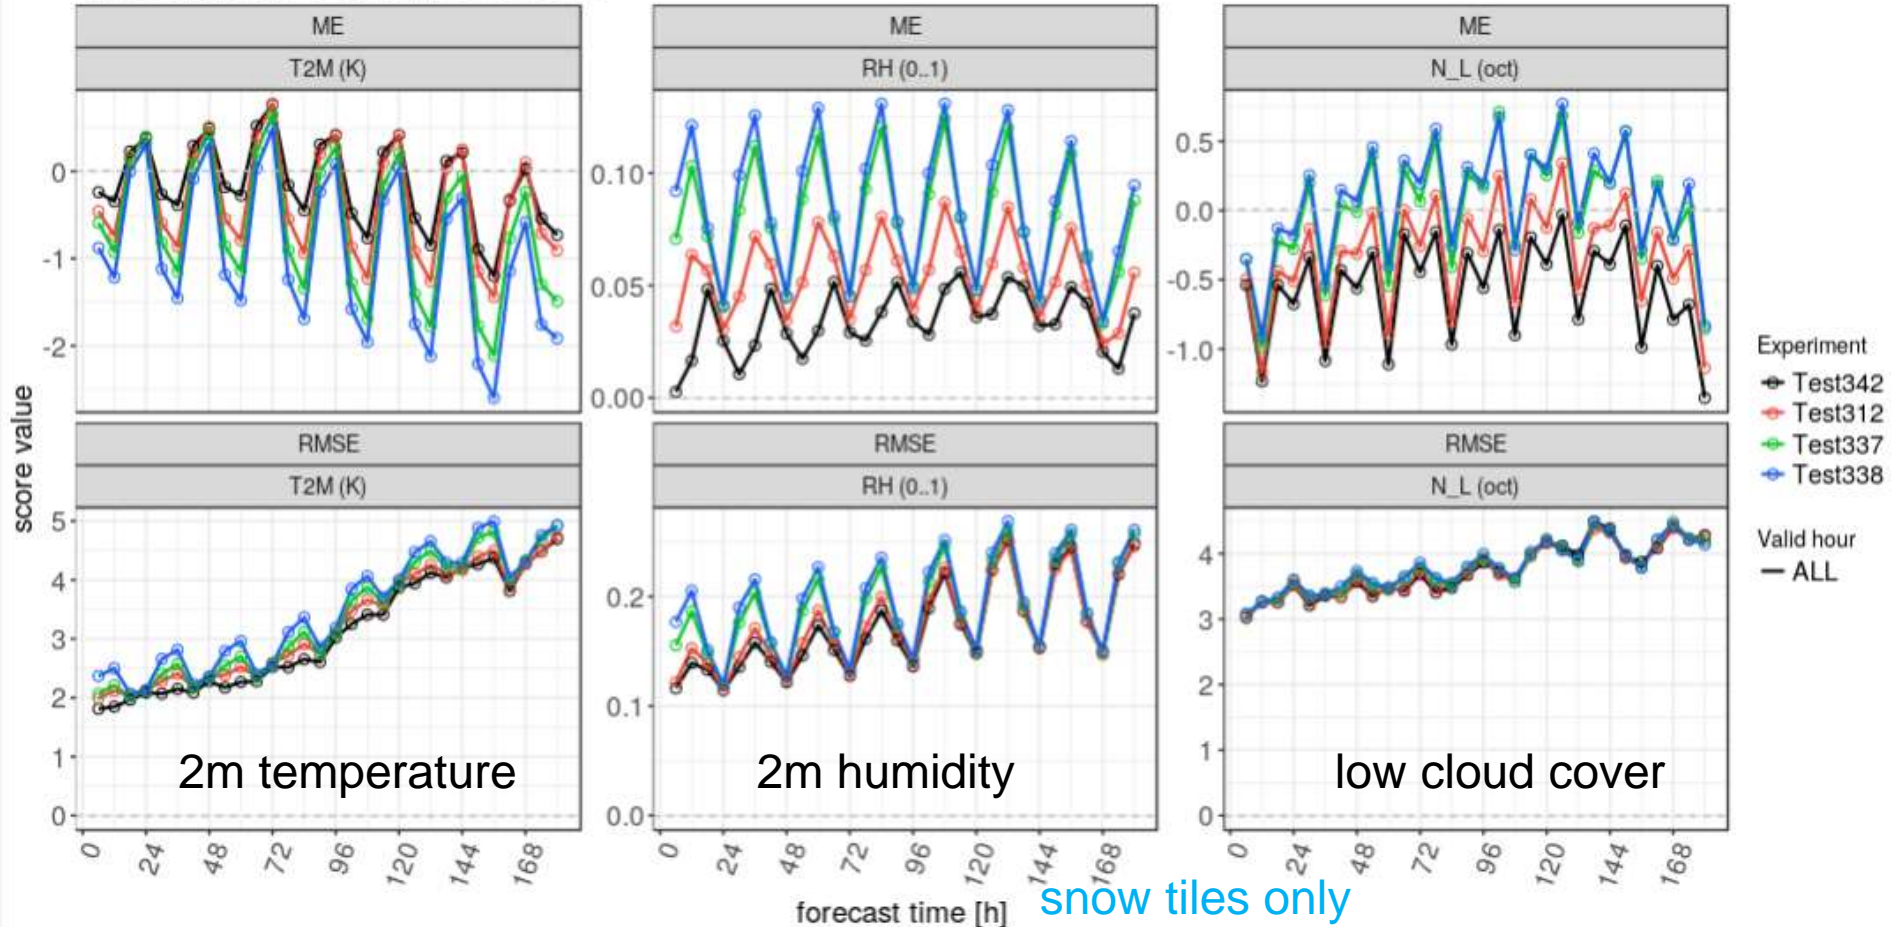 ME
ME
ME
T2M (K)
RH (0..1)
N_L (oct)
0
-1
-2
0.10
0.05
0.00
0.5
0.0
-0.5
-1.0
score value
Experiment
Test342
Test312
Test337
Test338
Valid hour
ALL
RMSE
RMSE
RMSE
T2M (K)
RH (0..1)
N_L (oct)
5
4
3
2
1
0
0.2
0.1
0.0
4
3
2
1
0
2m temperature
2m humidity
low cloud cover
0 24 48 72 96 120 144 168
0 24 48 72 96 120 144 168
0 24 48 72 96 120 144 168
forecast time [h]
snow tiles only